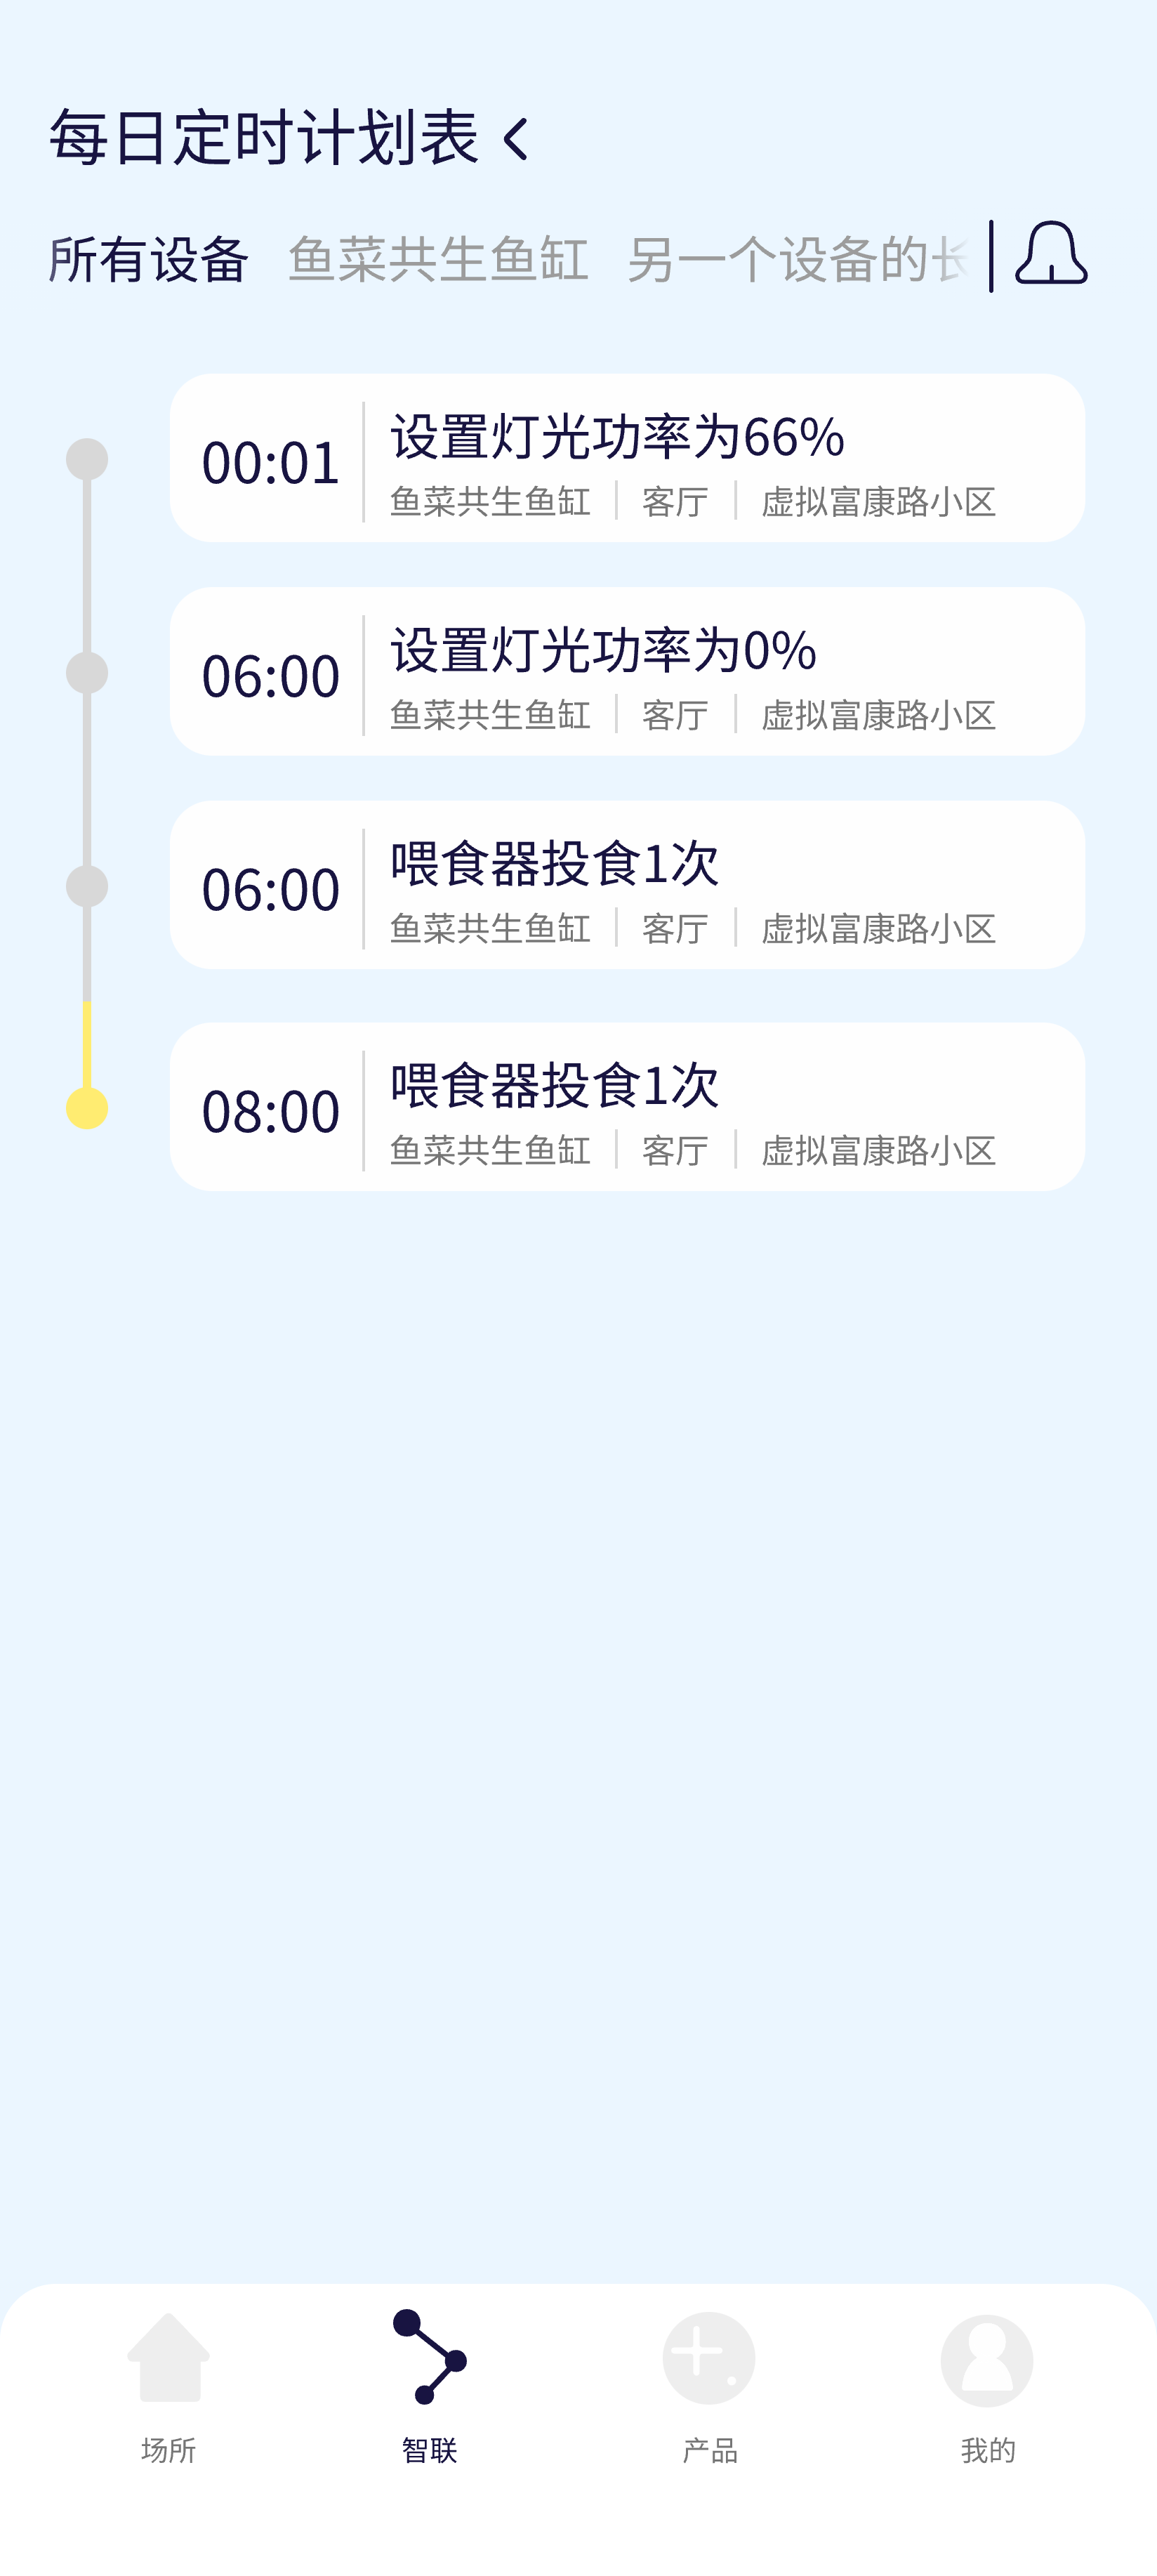 每日定时计划表
所有设备 鱼菜共生鱼缸 另一个设备的长
00:01
设置灯光功率为66%
鱼菜共生鱼缸 客厅 虚拟富康路小区
06:00
设置灯光功率为0%
鱼菜共生鱼缸 客厅 虚拟富康路小区
06:00
喂食器投食1次
鱼菜共生鱼缸 客厅 虚拟富康路小区
08:00
喂食器投食1次
鱼菜共生鱼缸 客厅 虚拟富康路小区
场所 智联 产品 我的